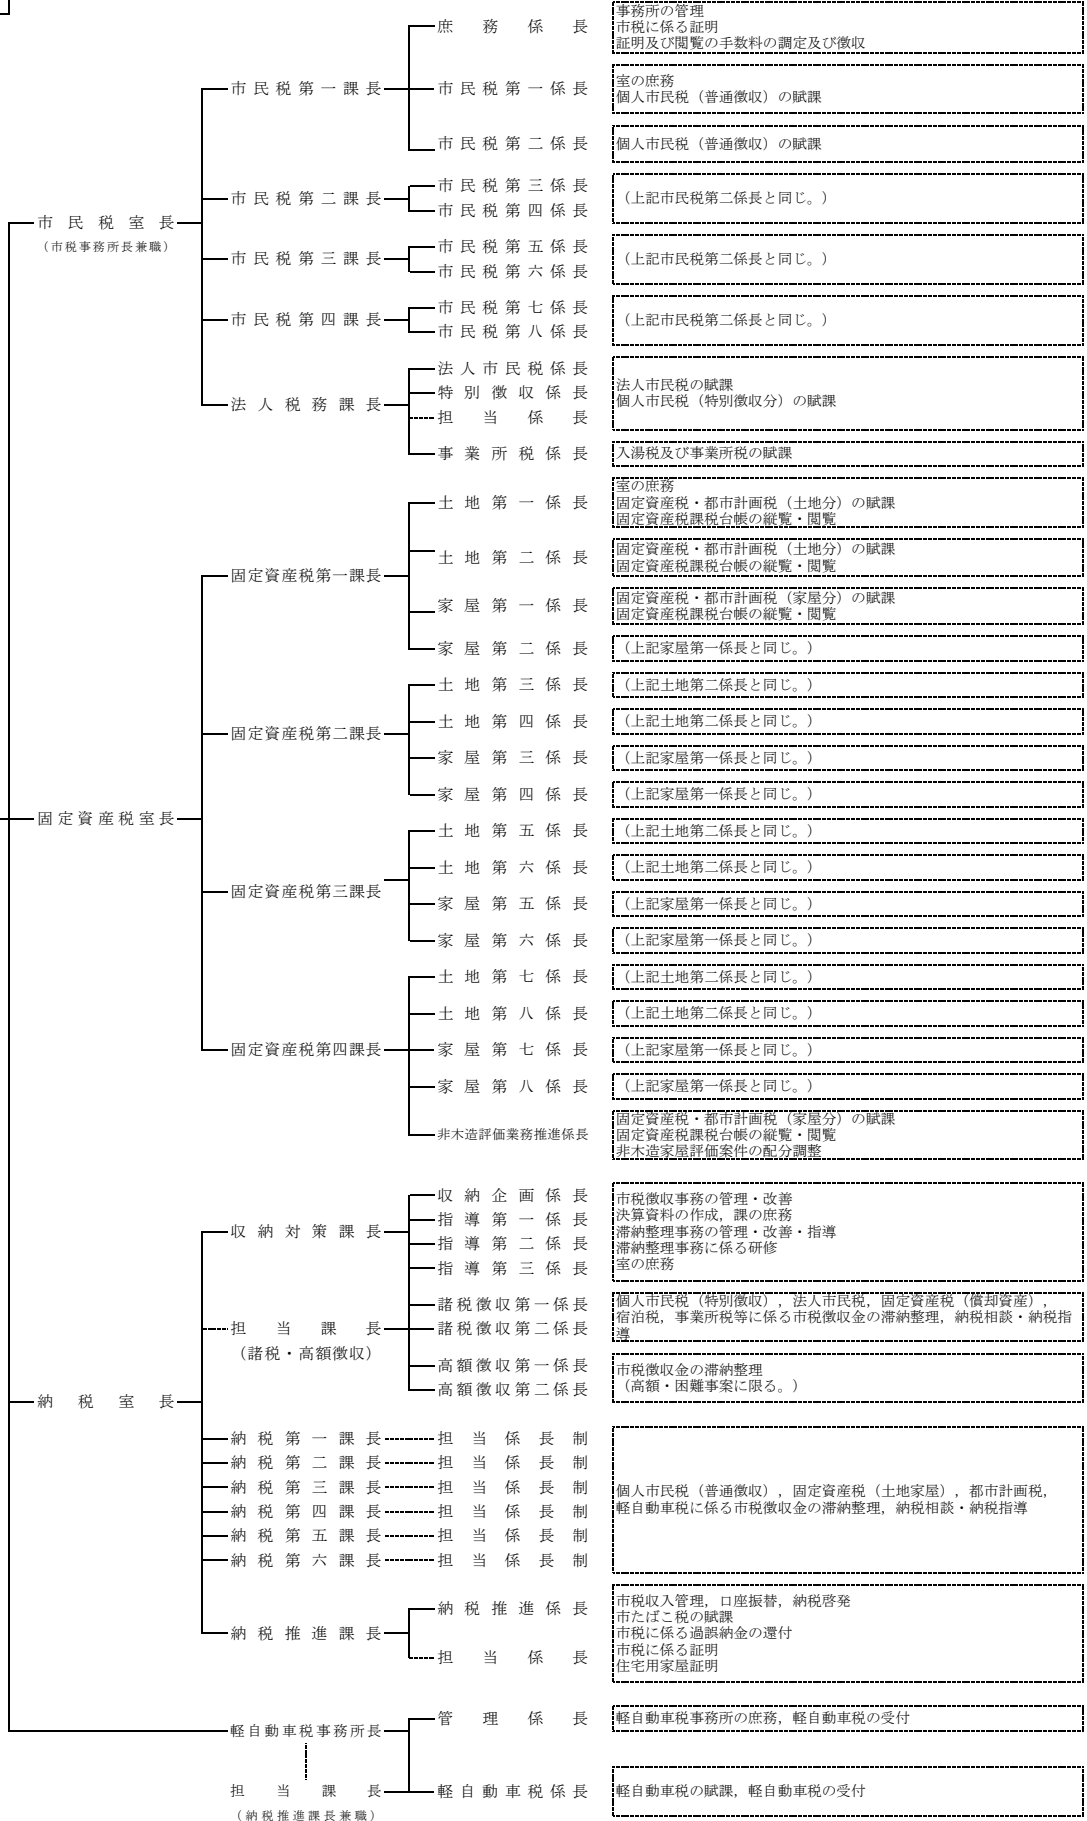 庶務係長
事務所の管理
市税に係る証明
証明及び閲覧の手数料の調定及び徴収
市民税第一課長
市民税第一係長
室の庶務
個人市民税（普通徴収）の賦課
市民税第二係長
個人市民税（普通徴収）の賦課
市民税室長
（市税事務所長兼職）
市民税第二課長
市民税第三係長
市民税第四係長
（上記市民税第二係長と同じ。）
市民税第三課長
市民税第五係長
市民税第六係長
（上記市民税第二係長と同じ。）
市民税第四課長
市民税第七係長
市民税第八係長
（上記市民税第二係長と同じ。）
法人税務課長
法人市民税係長
特別徴収係長
担当係長
法人市民税の賦課
個人市民税（特別徴収分）の賦課
事業所税係長
入湯税及び事業所税の賦課
固定資産税室長
固定資産税第一課長
土地第一係長
室の庶務
固定資産税・都市計画税（土地分）の賦課
固定資産税課税台帳の縦覧・閲覧
土地第二係長
固定資産税・都市計画税（土地分）の賦課
固定資産税課税台帳の縦覧・閲覧
家屋第一係長
固定資産税・都市計画税（家屋分）の賦課
固定資産税課税台帳の縦覧・閲覧
家屋第二係長
（上記家屋第一係長と同じ。）
固定資産税第二課長
土地第三係長
（上記土地第二係長と同じ。）
土地第四係長
（上記土地第二係長と同じ。）
家屋第三係長
（上記家屋第一係長と同じ。）
家屋第四係長
（上記家屋第一係長と同じ。）
固定資産税第三課長
土地第五係長
（上記土地第二係長と同じ。）
土地第六係長
（上記土地第二係長と同じ。）
家屋第五係長
（上記家屋第一係長と同じ。）
家屋第六係長
（上記家屋第一係長と同じ。）
固定資産税第四課長
土地第七係長
（上記土地第二係長と同じ。）
土地第八係長
（上記土地第二係長と同じ。）
家屋第七係長
（上記家屋第一係長と同じ。）
家屋第八係長
（上記家屋第一係長と同じ。）
非木造評価業務推進係長
固定資産税・都市計画税（家屋分）の賦課
固定資産税課税台帳の縦覧・閲覧
非木造家屋評価案件の配分調整
納税室長
収納対策課長
収納企画係長
指導第一係長
指導第二係長
指導第三係長
市税徴収事務の管理・改善
決算資料の作成，課の庶務
滞納整理事務の管理・改善・指導
滞納整理事務に係る研修
室の庶務
担当課長
（諸税・高額徴収）
諸税徴収第一係長
諸税徴収第二係長
個人市民税（特別徴収），法人市民税，固定資産税（償却資産），
宿泊税，事業所税等に係る市税徴収金の滞納整理，納税相談・納税指
導
高額徴収第一係長
高額徴収第二係長
市税徴収金の滞納整理
（高額・困難事案に限る。）
納税第一課長
担当係長制
納税第二課長
担当係長制
納税第三課長
担当係長制
納税第四課長
担当係長制
納税第五課長
担当係長制
納税第六課長
担当係長制
個人市民税（普通徴収），固定資産税（土地家屋），都市計画税，
軽自動車税に係る市税徴収金の滞納整理，納税相談・納税指導
納税推進課長
納税推進係長
担当係長
市税収入管理，口座振替，納税啓発
市たばこ税の賦課
市税に係る過誤納金の還付
市税に係る証明
住宅用家屋証明
軽自動車税事務所長
管理係長
軽自動車税事務所の庶務，軽自動車税の受付
担当課長
（納税推進課長兼職）
軽自動車税係長
軽自動車税の賦課，軽自動車税の受付